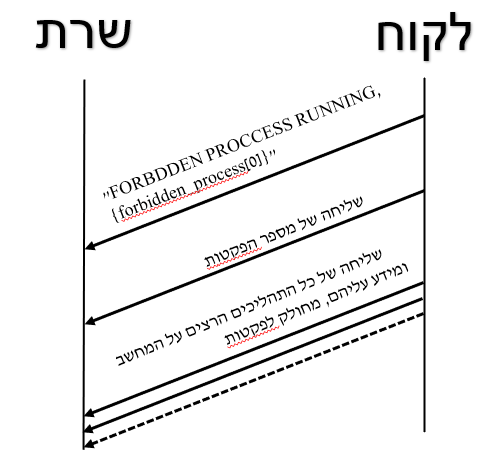 לקוח
שרת
"FORBDDEN PROCCESS RUNNING,
{forbidden_process[0]}"
שליחה של מספר הפקטות
שליחה של כל התהליכים הרצים על המחשב
ומידע עליהם, מחולק לפקטות